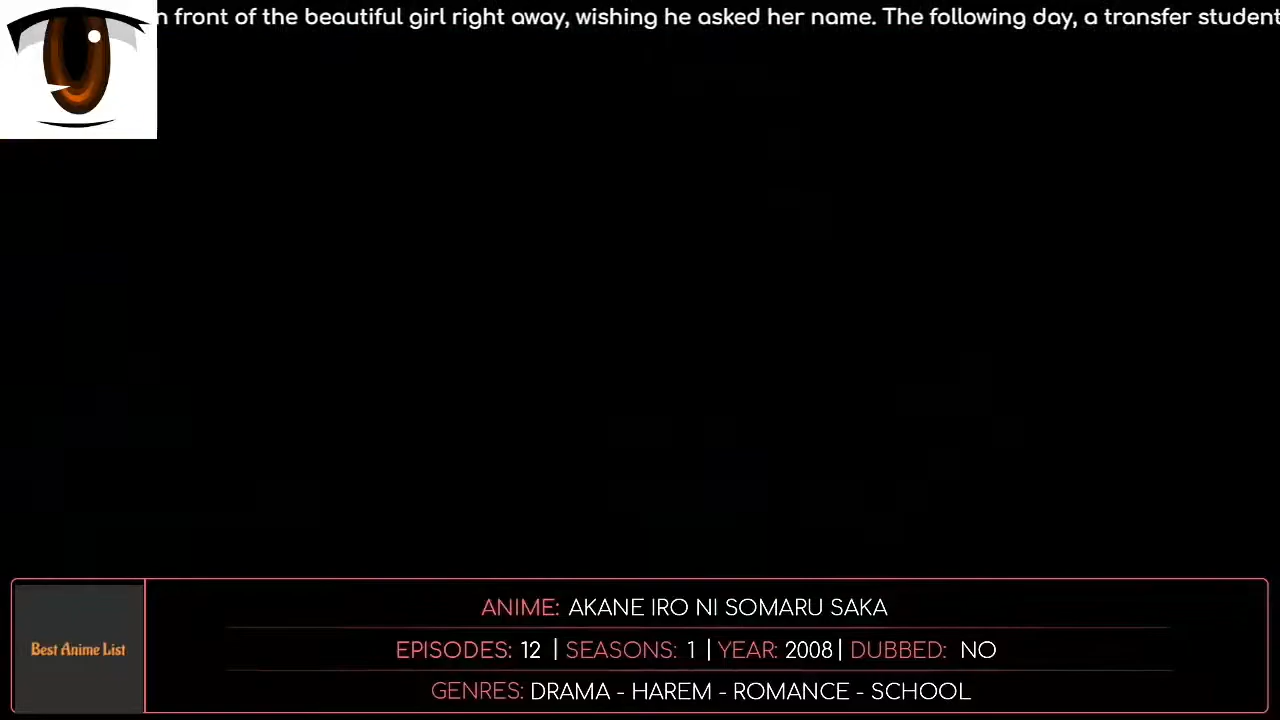 front of the beautiful girl right away, wishing he asked her name. The following day, a transfer student
ANIME: AKANE IRO NI SOMARU SAKA
Best Anime List
EPISODES: 12 | SEASONS: 1 | YEAR: 2008 | DUBBED: NO
GENRES: DRAMA - HAREM - ROMANCE - SCHOOL